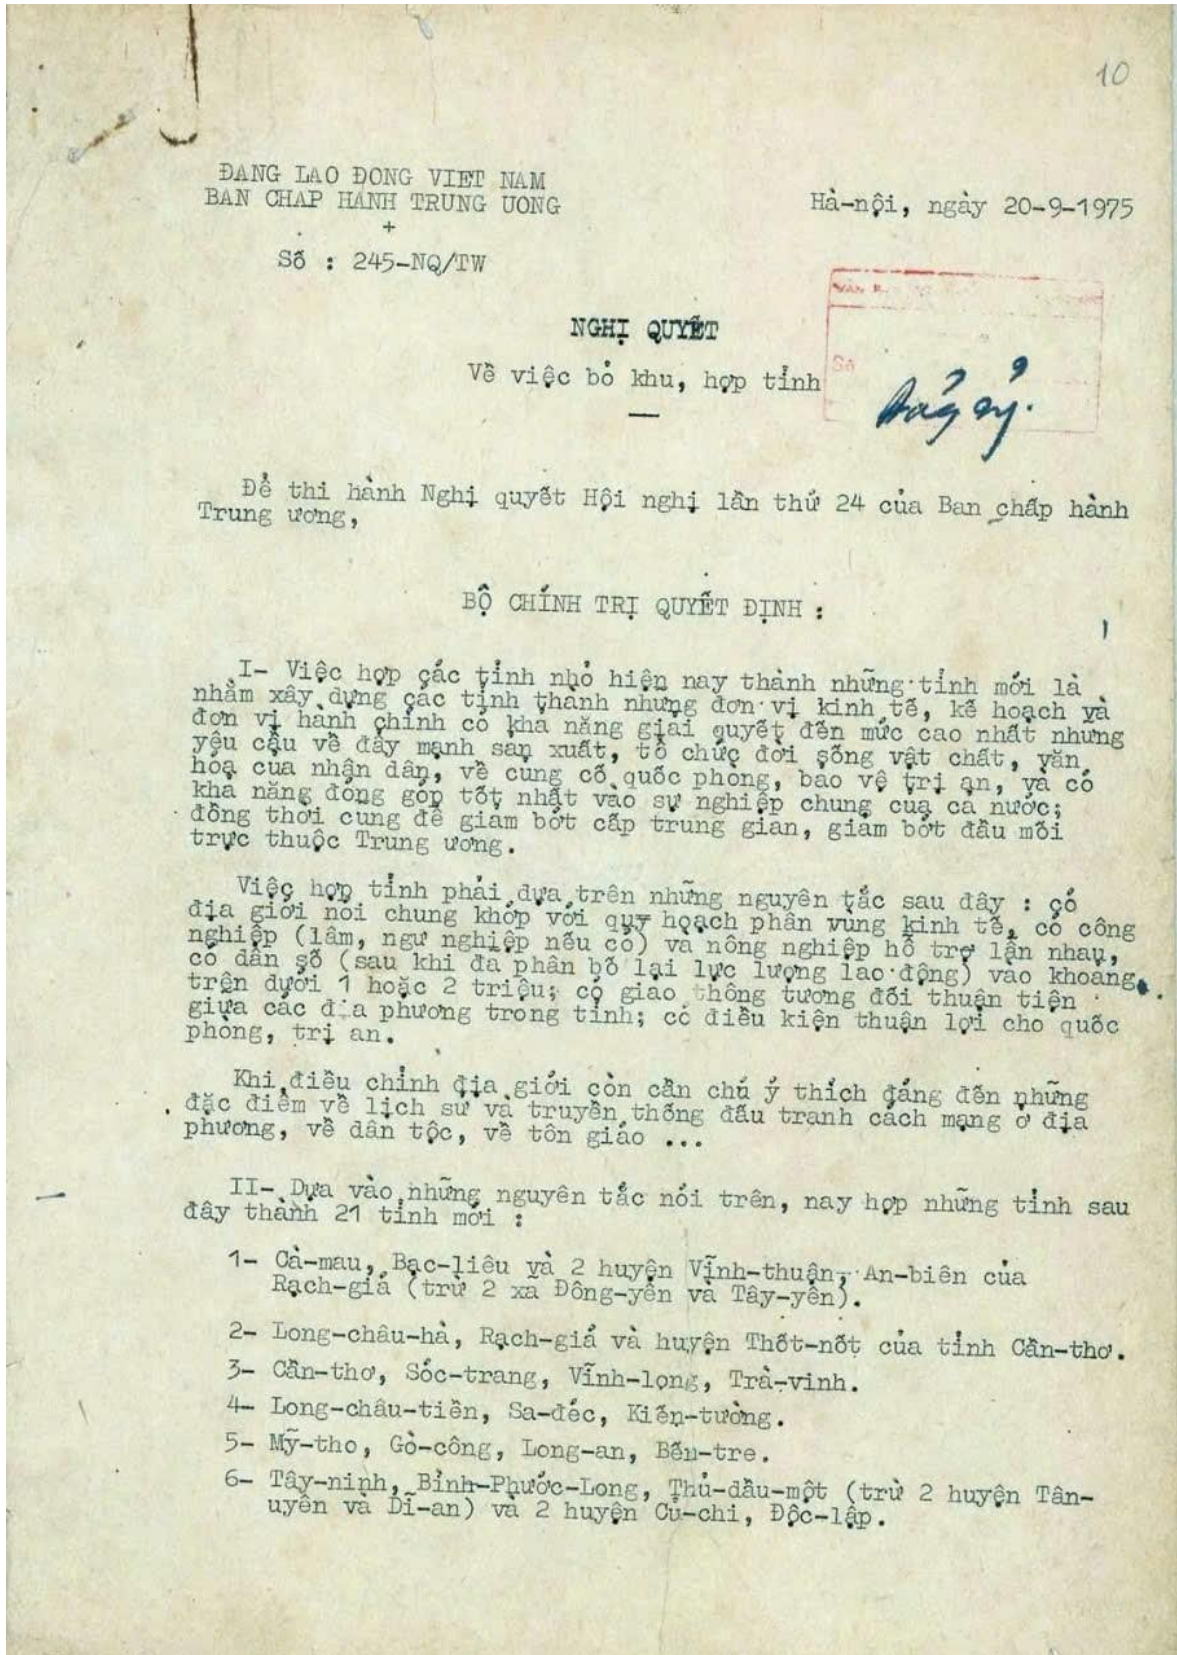 10
ĐANG LAO ĐONG VIET NAM
BAN CHAP HANH TRUNG UONG
+
Số : 245-NQ/TW
Hà-nội, ngày 20-9-1975
Số
NGHỊ QUYẾT
Về việc bỏ khu, hợp tỉnh
Để thi hành Nghị quyết Hội nghị lần thứ 24 của Ban chấp hành
Trung ương,
BỘ CHÍNH TRỊ QUYẾT ĐỊNH :
I- Việc hợp các tỉnh nhỏ hiện nay thành những tỉnh mới là
nhằm xây dựng các tỉnh thành những đơn vị kinh tế, kế hoạch và
đơn vị hành chính có khả năng giải quyết đến mức cao nhất những
yêu cầu về đẩy mạnh sản xuất, tổ chức đời sống vật chất, văn
hoá của nhân dân, về củng cố quốc phòng, bảo vệ trị an, và có
khả năng đóng góp tốt nhất vào sự nghiệp chung của cả nước;
đồng thời cũng để giảm bớt cấp trung gian, giảm bớt đầu mối
trực thuộc Trung ương.
Việc hợp tỉnh phải dựa trên những nguyên tắc sau đây : có
địa giới nói chung khớp với quy hoạch phân vùng kinh tế, có công
nghiệp (lâm, ngư nghiệp nếu có) và nông nghiệp hỗ trợ lẫn nhau,
có dân số (sau khi đã phân bố lại lực lượng lao động) vào khoảng
trên dưới 1 hoặc 2 triệu; có giao thông tương đối thuận tiện
giữa các địa phương trong tỉnh; có điều kiện thuận lợi cho quốc
phòng, trị an.
Khi điều chỉnh địa giới còn cần chú ý thích đáng đến những
đặc điểm về lịch sử và truyền thống đấu tranh cách mạng ở địa
phương, về dân tộc, về tôn giáo ...
II- Dựa vào những nguyên tắc nói trên, nay hợp những tỉnh sau
đây thành 21 tỉnh mới :
1- Cà-mau, Bạc-liêu và 2 huyện Vĩnh-thuận, An-biên của
Rạch-giá (trừ 2 xã Đông-yên và Tây-yên).
2- Long-châu-hà, Rạch-giá và huyện Thốt-nốt của tỉnh Cần-thơ.
3- Cần-thơ, Sóc-trang, Vĩnh-long, Trà-vinh.
4- Long-châu-tiền, Sa-đéc, Kiến-tường.
5- Mỹ-tho, Gò-công, Long-an, Bến-tre.
6- Tây-ninh, Bình-Phước-Long, Thủ-dầu-một (trừ 2 huyện Tân-
uyên và Dĩ-an) và 2 huyện Củ-chi, Độc-lập.